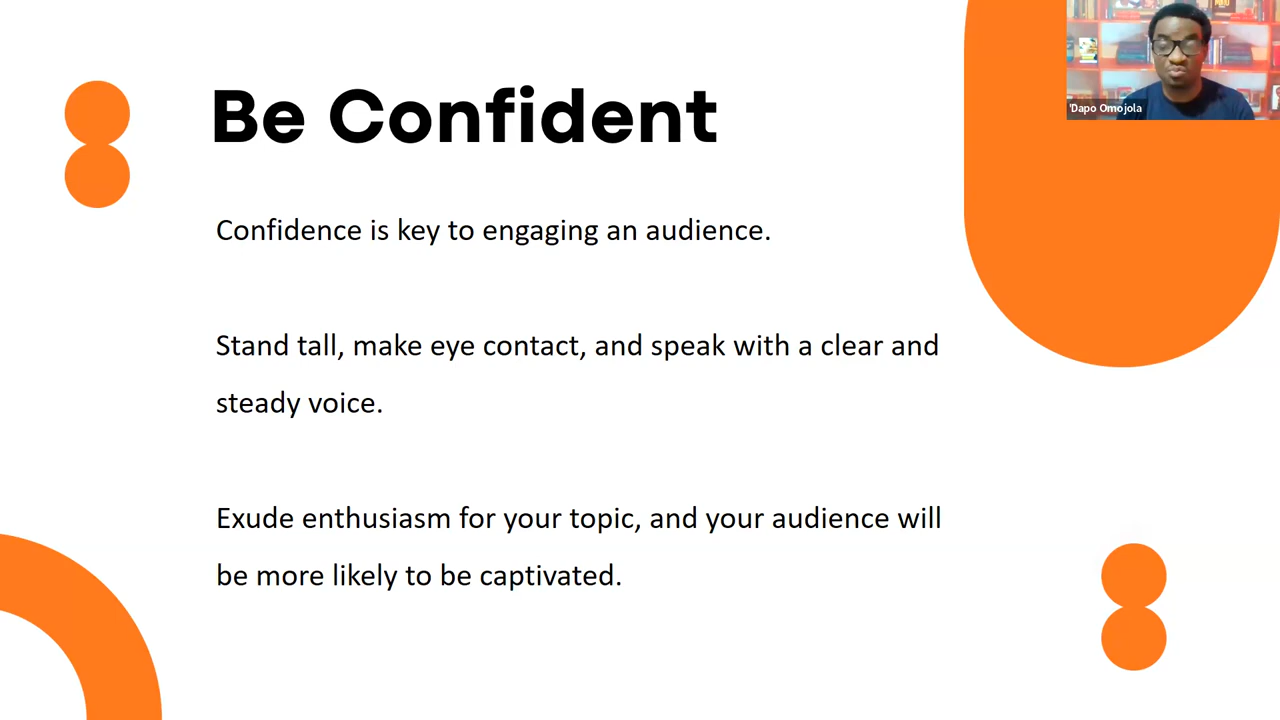 Be Confident
Confidence is key to engaging an audience.
Stand tall, make eye contact, and speak with a clear and
steady voice.
Exude enthusiasm for your topic, and your audience will
be more likely to be captivated.
'Dapo Omojola